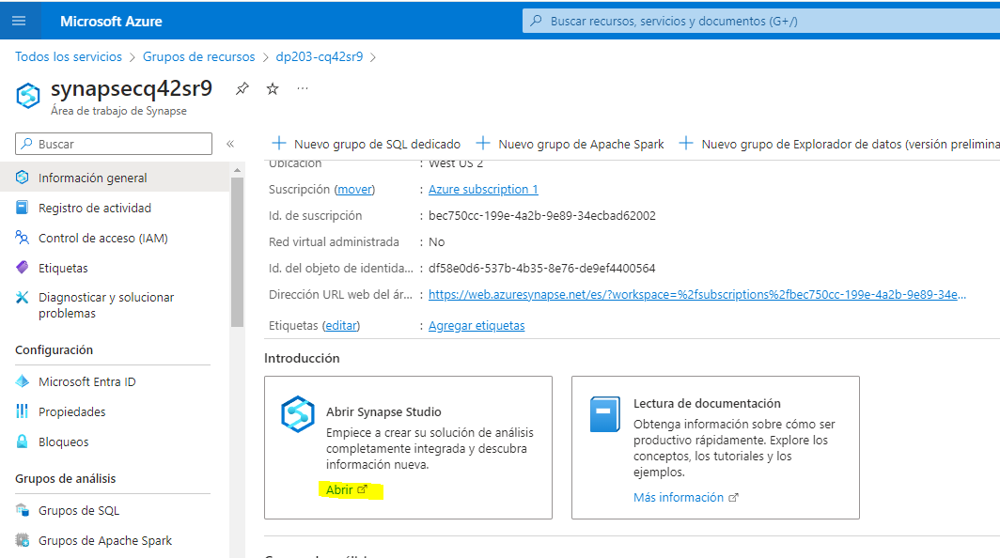 Microsoft Azure
Buscar recursos, servicios y documentos (G+/)
Todos los servicios > Grupos de recursos > dp203-cq42sr9 >
synapsecq42sr9
Área de trabajo de Synapse
Buscar
Información general
Registro de actividad
Control de acceso (IAM)
Etiquetas
Diagnosticar y solucionar
problemas
Configuración
Microsoft Entra ID
Propiedades
Bloqueos
Grupos de análisis
Grupos de SQL
Grupos de Apache Spark
+ Nuevo grupo de SQL dedicado + Nuevo grupo de Apache Spark + Nuevo grupo de Explorador de datos (versión prelimina
Ubicación : West US 2
Suscripción (mover) : Azure subscription 1
Id. de suscripción : bec750cc-199e-4a2b-9e89-34ecbad62002
Red virtual administrada : No
Id. del objeto de identida... : df58e0d6-537b-4b35-8e76-de9ef4400564
Dirección URL web del ár... : https://web.azuresynapse.net/es/?workspace=%2fsubscriptions%2fbec750cc-199e-4a2b-9e89-34e...
Etiquetas (editar) : Agregar etiquetas
Introducción
Abrir Synapse Studio
Empiece a crear su solución de análisis
completamente integrada y descubra
información nueva.
Abrir
Lectura de documentación
Obtenga información sobre cómo ser
productivo rápidamente. Explore los
conceptos, los tutoriales y los
ejemplos.
Más información